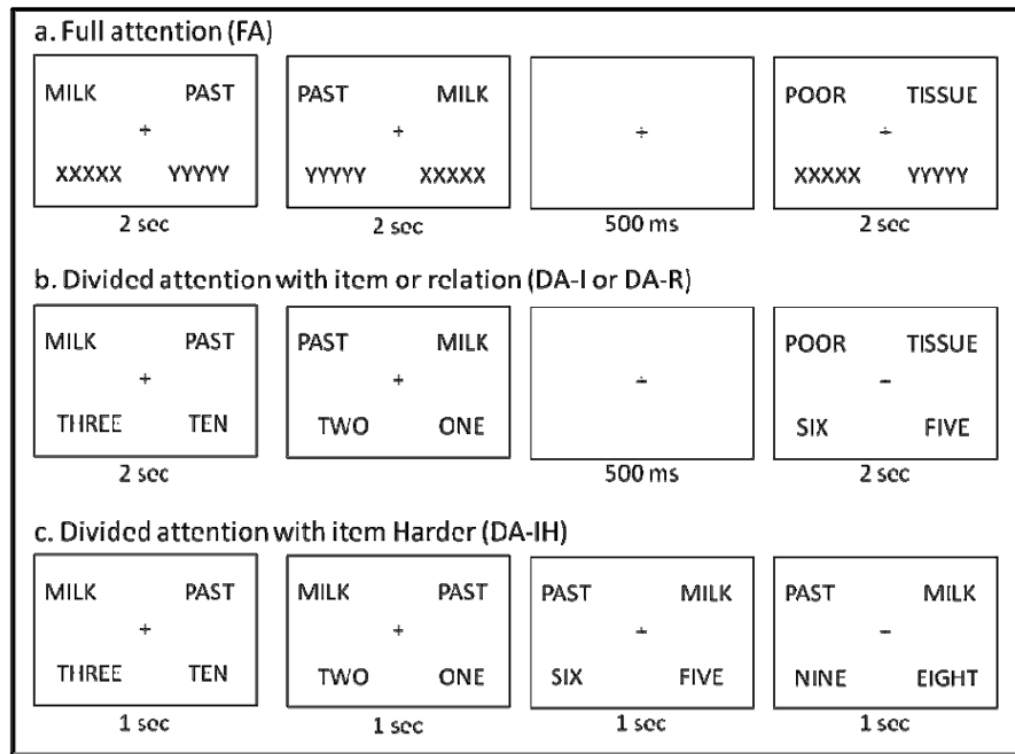 a. Full attention (FA)
MILK PAST PAST MILK POOR TISSUE
+ + + +
XXXXX YYYYY YYYYY XXXXX XXXXX YYYYY
2 sec 2 sec 500 ms 2 sec
b. Divided attention with item or relation (DA-I or DA-R)
MILK PAST PAST MILK POOR TISSUE
+ + + –
THREE TEN TWO ONE SIX FIVE
2 sec 500 ms 2 sec
c. Divided attention with item Harder (DA-IH)
MILK PAST MILK PAST PAST MILK PAST MILK
+ + + –
THREE TEN TWO ONE SIX FIVE NINE EIGHT
1 sec 1 sec 1 sec 1 sec